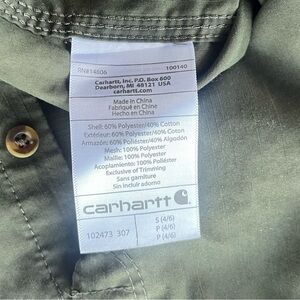 RN#14806 100140
Carhartt, Inc. P.O. Box 600
Dearborn, MI 48121 USA
carhartt.com
Made in China
Fabriqué en Chine
Hecho en China
Shell: 60% Polyester/40% Cotton
Extérieur: 60% Polyester/40% Coton
Armazón: 60% Poliéster/40% Algodón
Mesh: 100% Polyester
Maille: 100% Polyester
Acoplamiento: 100% Poliéster
Exclusive of Trimming
Sans garniture
Sin incluir adorno
carhartt
102473 307
S (4/6)
P (4/6)
P (4/6)